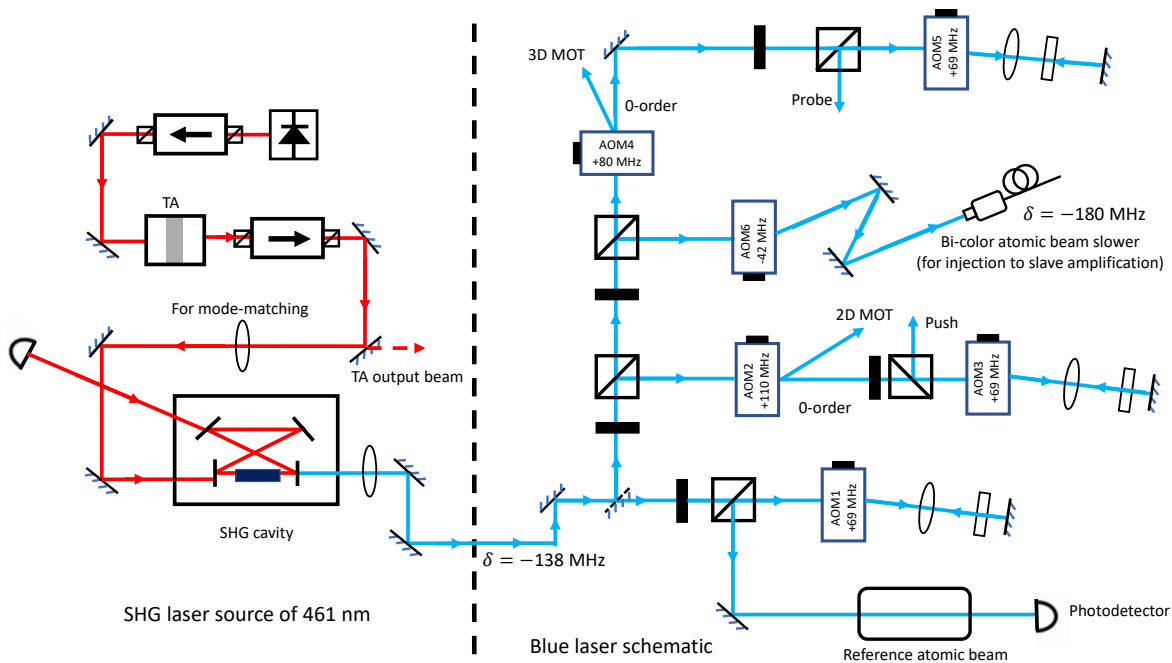 3D MOT
0-order
AOM4
+80 MHz
Probe
AOM5
+69 MHz
TA
AOM6
-42 MHz
δ = −180 MHz
Bi-color atomic beam slower
(for injection to slave amplification)
For mode-matching
TA output beam
2D MOT
Push
AOM2
+110 MHz
0-order
AOM3
+69 MHz
SHG cavity
δ = −138 MHz
AOM1
+69 MHz
SHG laser source of 461 nm
Blue laser schematic
Photodetector
Reference atomic beam